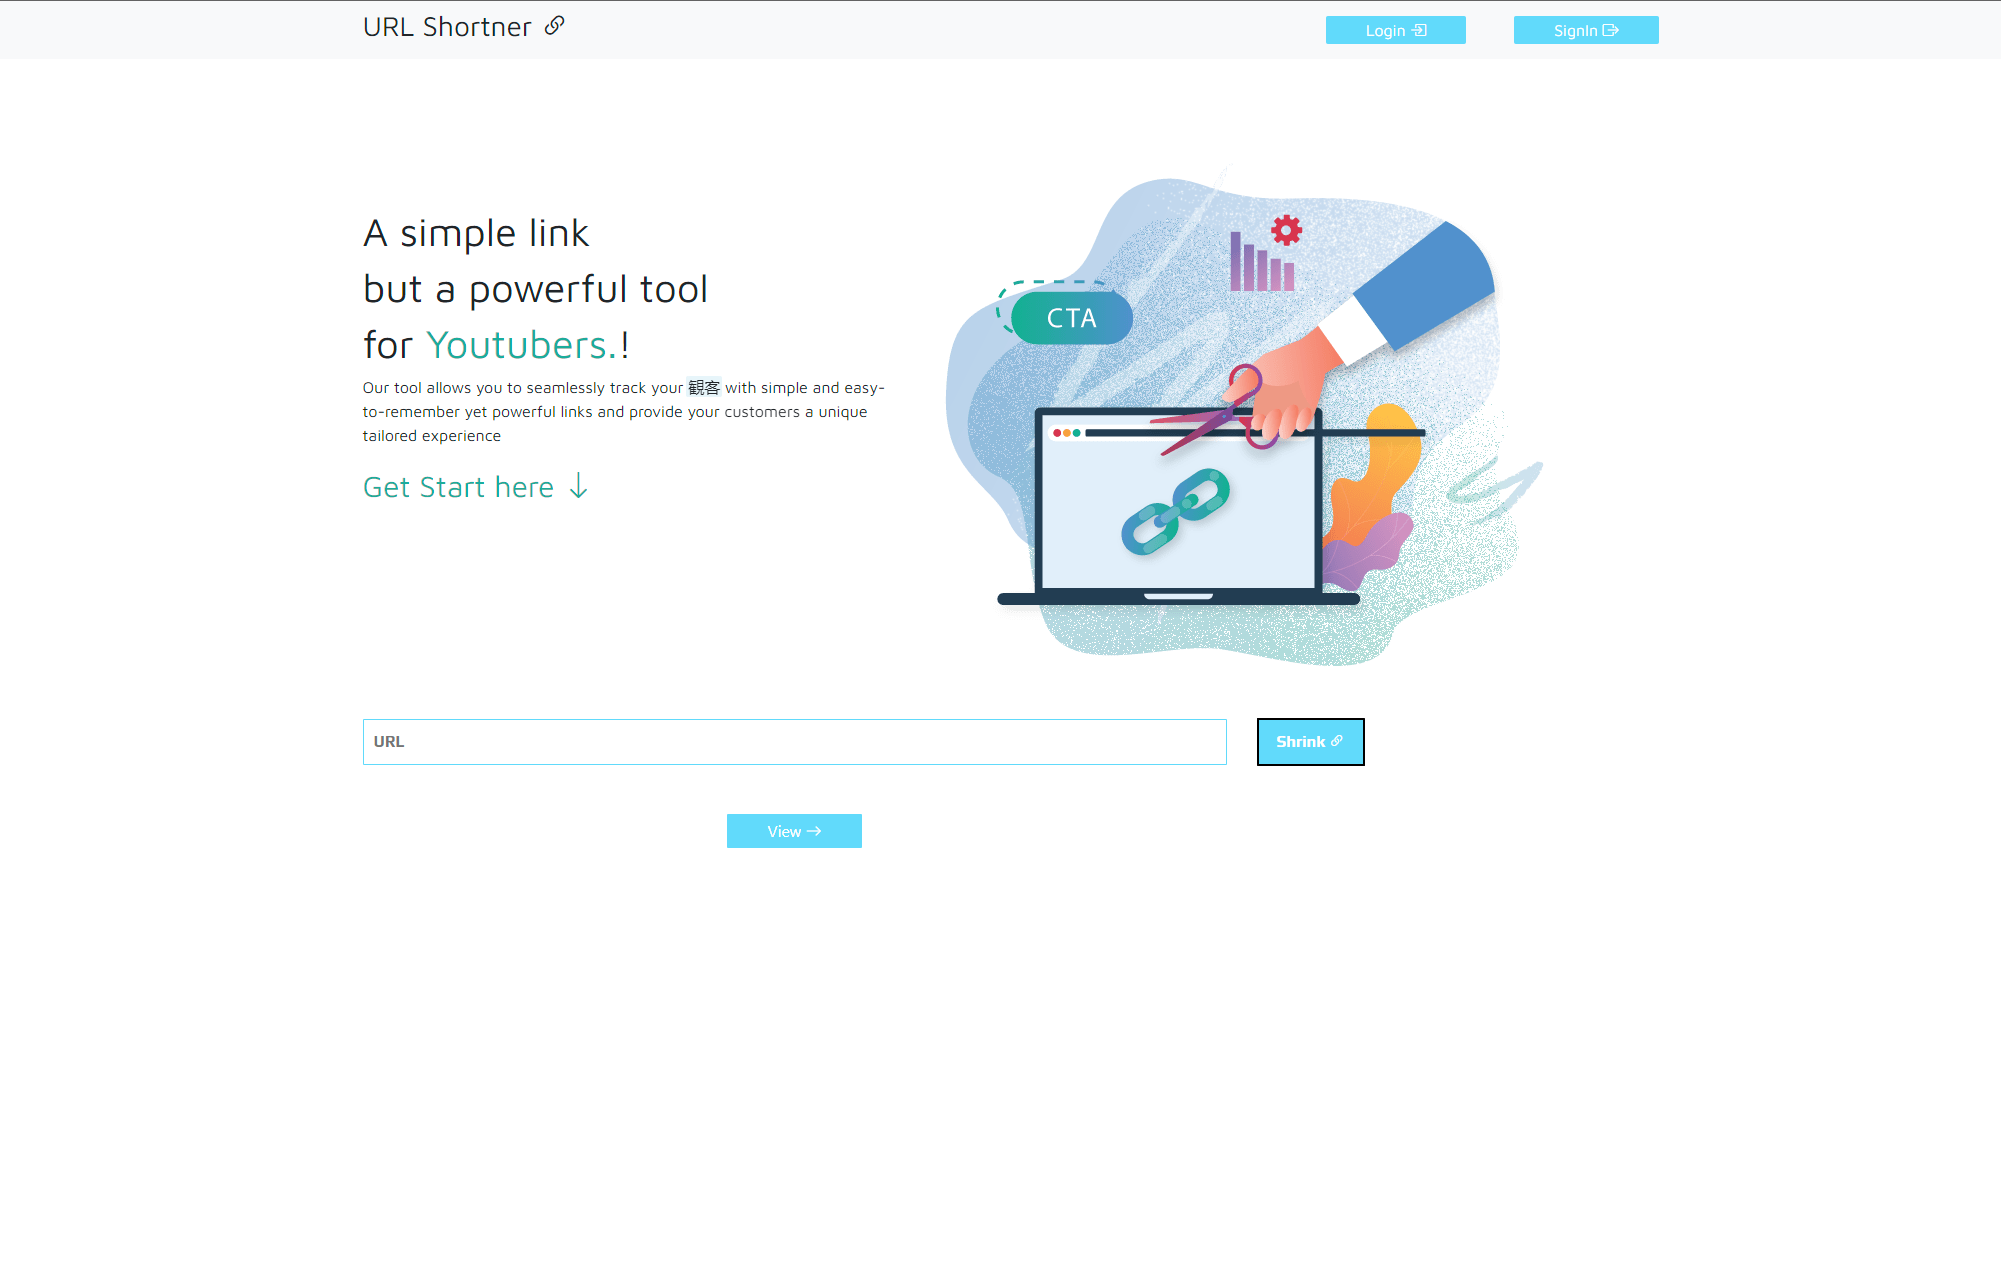 URL Shortner
Login
SignIn
A simple link
but a powerful tool
for Youtubers.!
Our tool allows you to seamlessly track your 観客 with simple and easy-
to-remember yet powerful links and provide your customers a unique
tailored experience
Get Start here
CTA
URL
Shrink
View